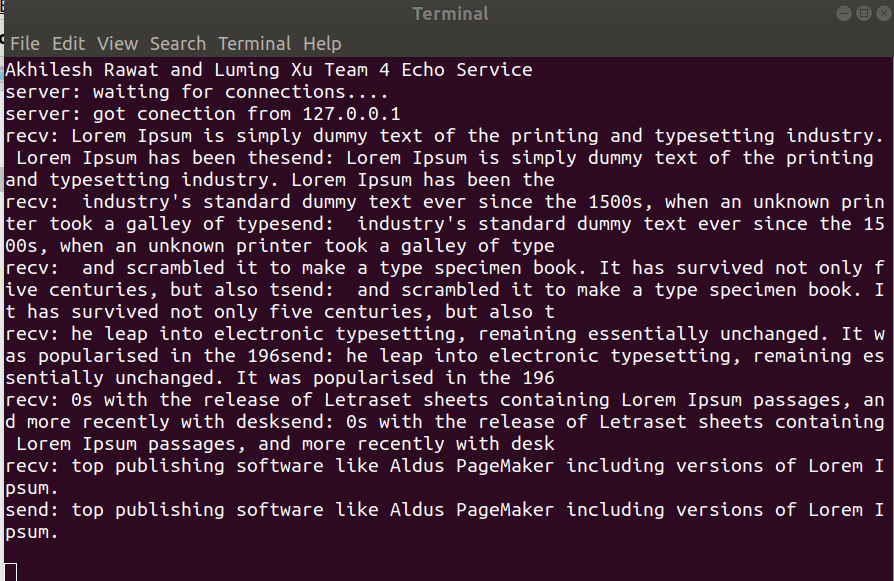 Terminal
File Edit View Search Terminal Help
Akhilesh Rawat and Luming Xu Team 4 Echo Service
server: waiting for connections....
server: got conection from 127.0.0.1
recv: Lorem Ipsum is simply dummy text of the printing and typesetting industry.
 Lorem Ipsum has been thesend: Lorem Ipsum is simply dummy text of the printing
and typesetting industry. Lorem Ipsum has been the
recv:  industry's standard dummy text ever since the 1500s, when an unknown prin
ter took a galley of typesend:  industry's standard dummy text ever since the 15
00s, when an unknown printer took a galley of type
recv:  and scrambled it to make a type specimen book. It has survived not only f
ive centuries, but also tsend:  and scrambled it to make a type specimen book. I
t has survived not only five centuries, but also t
recv: he leap into electronic typesetting, remaining essentially unchanged. It w
as popularised in the 196send: he leap into electronic typesetting, remaining es
sentially unchanged. It was popularised in the 196
recv: 0s with the release of Letraset sheets containing Lorem Ipsum passages, an
d more recently with desksend: 0s with the release of Letraset sheets containing
 Lorem Ipsum passages, and more recently with desk
recv: top publishing software like Aldus PageMaker including versions of Lorem I
psum.
send: top publishing software like Aldus PageMaker including versions of Lorem I
psum.